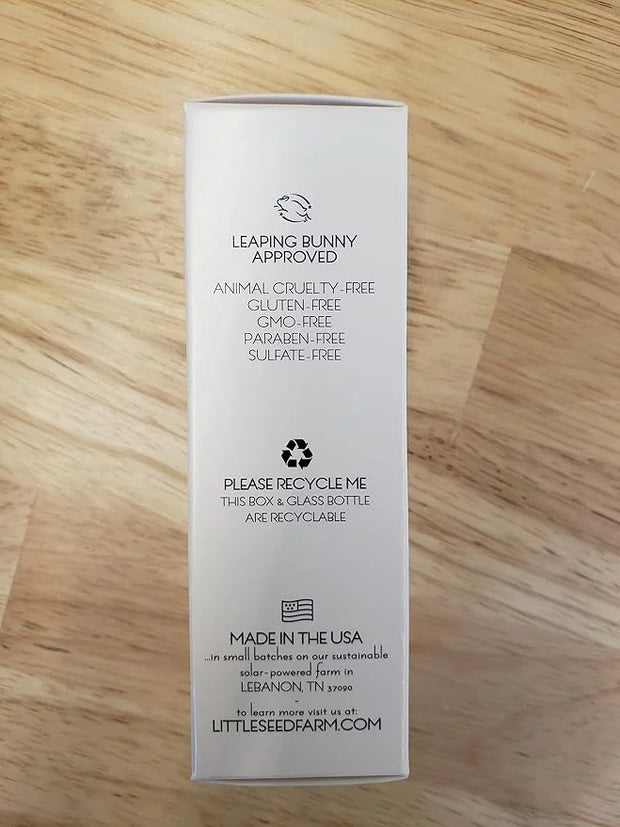 LEAPING BUNNY
APPROVED
ANIMAL CRUELTY-FREE
GLUTEN-FREE
GMO-FREE
PARABEN-FREE
SULFATE-FREE
PLEASE RECYCLE ME
THIS BOX & GLASS BOTTLE
ARE RECYCLABLE
MADE IN THE USA
...in small batches on our sustainable
solar-powered farm in
LEBANON, TN 37090
-
to learn more visit us at:
LITTLESEEDFARM.COM